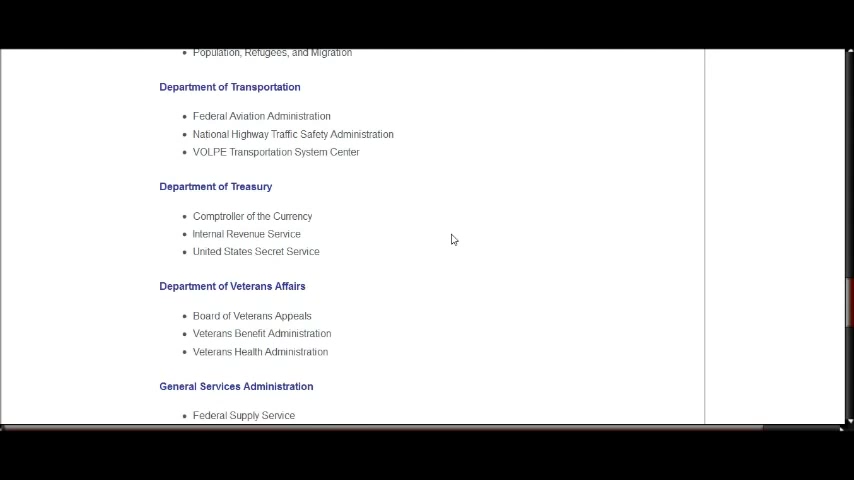 Population, Refugees, and Migration
Department of Transportation
Federal Aviation Administration
National Highway Traffic Safety Administration
VOLPE Transportation System Center
Department of Treasury
Comptroller of the Currency
Internal Revenue Service
United States Secret Service
Department of Veterans Affairs
Board of Veterans Appeals
Veterans Benefit Administration
Veterans Health Administration
General Services Administration
Federal Supply Service